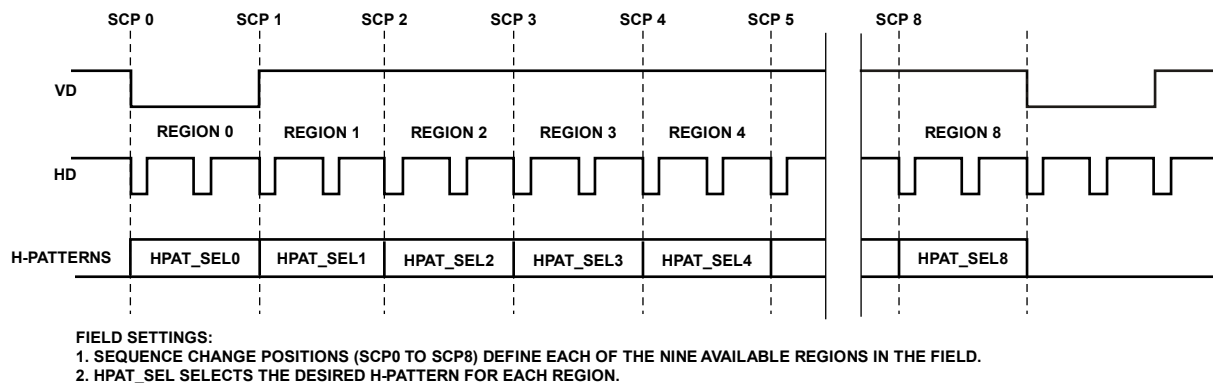 SCP 0 SCP 1 SCP 2 SCP 3 SCP 4 SCP 5 SCP 8
VD
REGION 0 REGION 1 REGION 2 REGION 3 REGION 4 REGION 8
HD
H-PATTERNS HPAT_SEL0 HPAT_SEL1 HPAT_SEL2 HPAT_SEL3 HPAT_SEL4 HPAT_SEL8
FIELD SETTINGS:
1. SEQUENCE CHANGE POSITIONS (SCP0 TO SCP8) DEFINE EACH OF THE NINE AVAILABLE REGIONS IN THE FIELD.
2. HPAT_SEL SELECTS THE DESIRED H-PATTERN FOR EACH REGION.